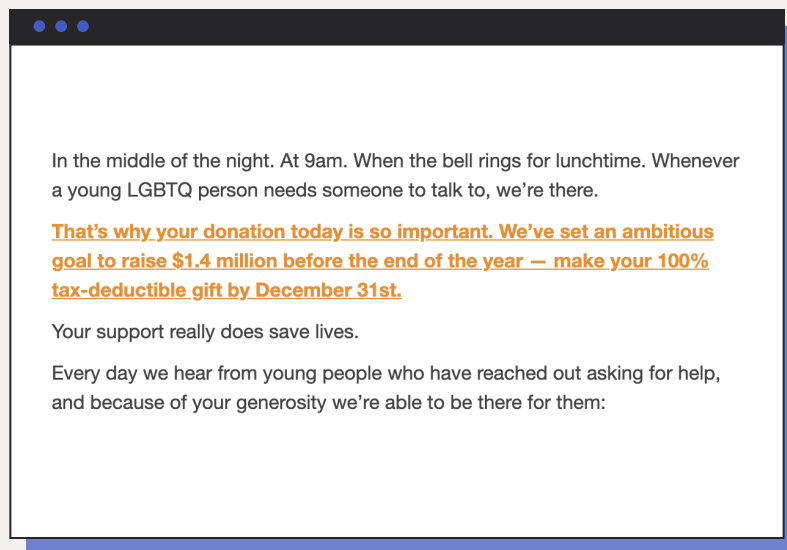 In the middle of the night. At 9am. When the bell rings for lunchtime. Whenever
a young LGBTQ person needs someone to talk to, we’re there.
That’s why your donation today is so important. We’ve set an ambitious
goal to raise $1.4 million before the end of the year — make your 100%
tax-deductible gift by December 31st.
Your support really does save lives.
Every day we hear from young people who have reached out asking for help,
and because of your generosity we’re able to be there for them: